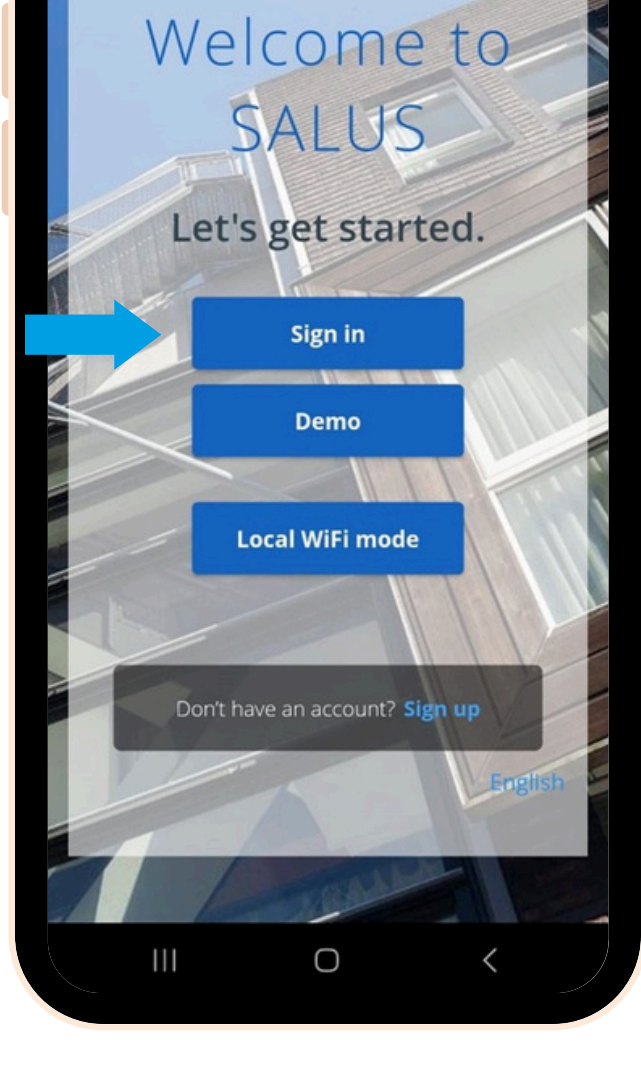 Welcome to
SALUS
Let's get started.
Sign in
Demo
Local WiFi mode
Don't have an account? Sign up
English